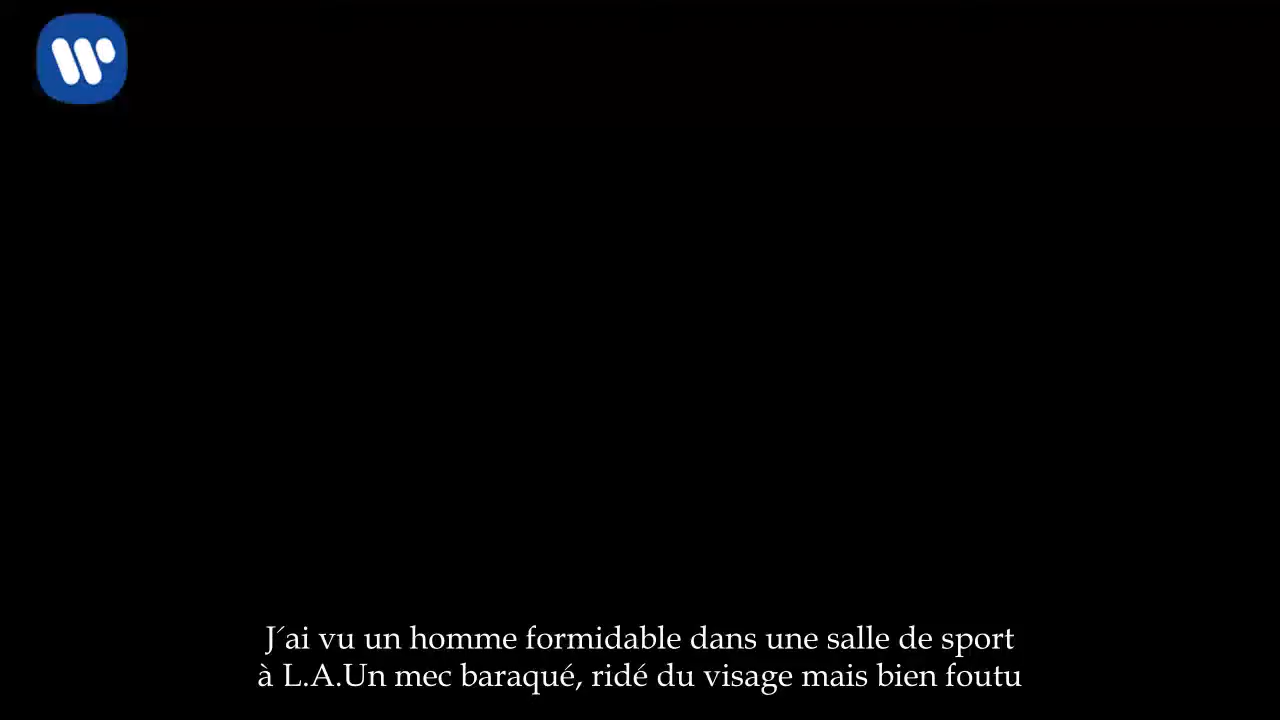 J´ai vu un homme formidable dans une salle de sport
à L.A.Un mec baraqué, ridé du visage mais bien foutu